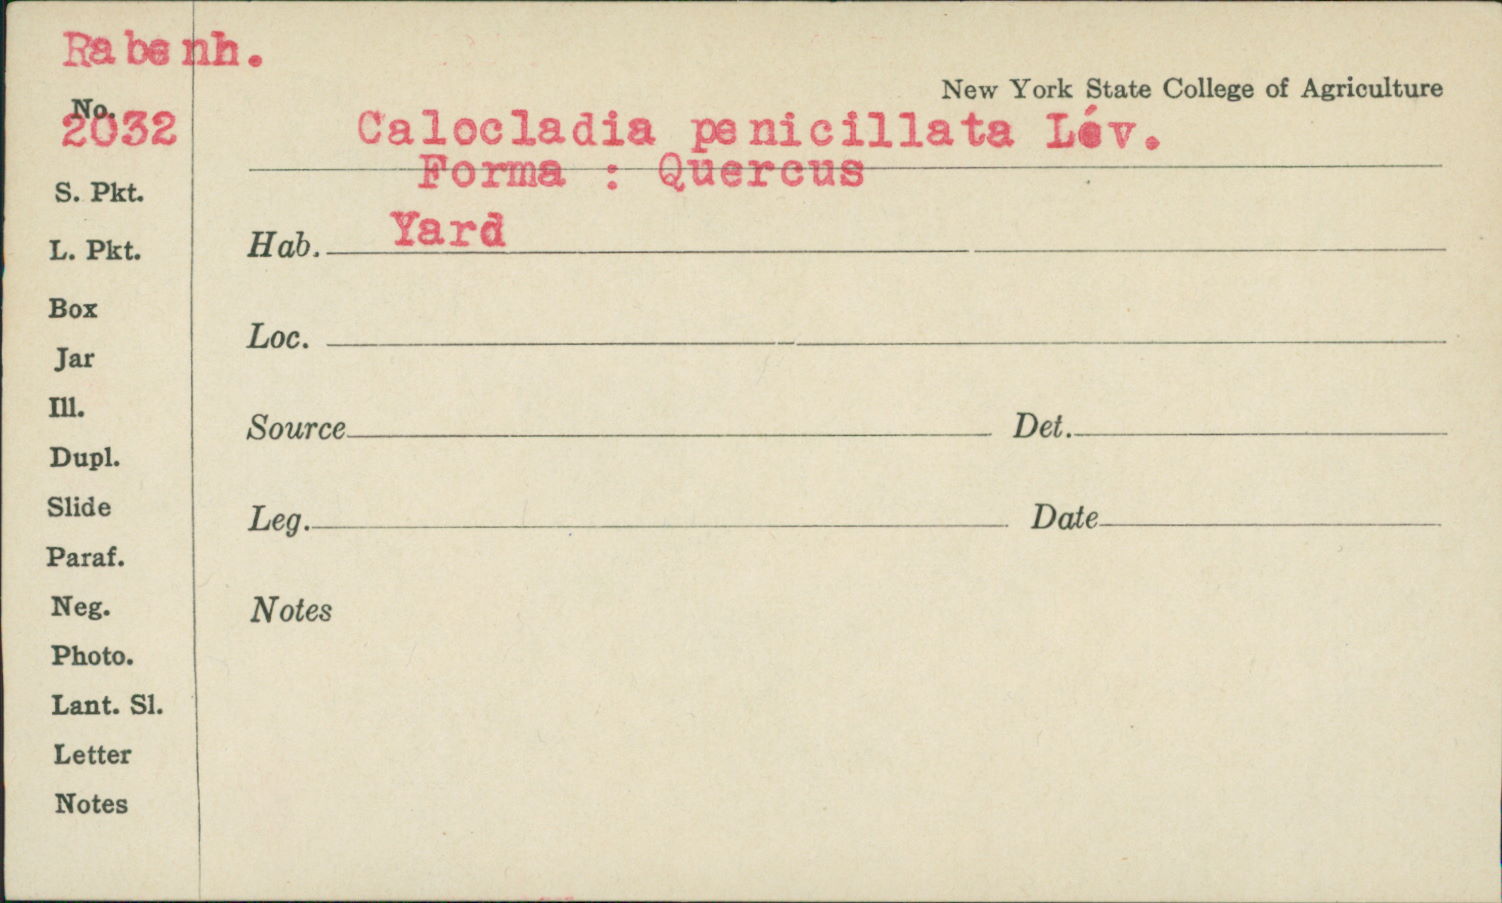 Rabenh.
New York State College of Agriculture
No.
2032
Calocladia penicillata Lév.
Forma : Quercus
S. Pkt.
Hab. Yard
L. Pkt.
Box
Loc.
Jar
Ill.
Source Det.
Dupl.
Slide
Leg. Date
Paraf.
Neg.
Notes
Photo.
Lant. Sl.
Letter
Notes